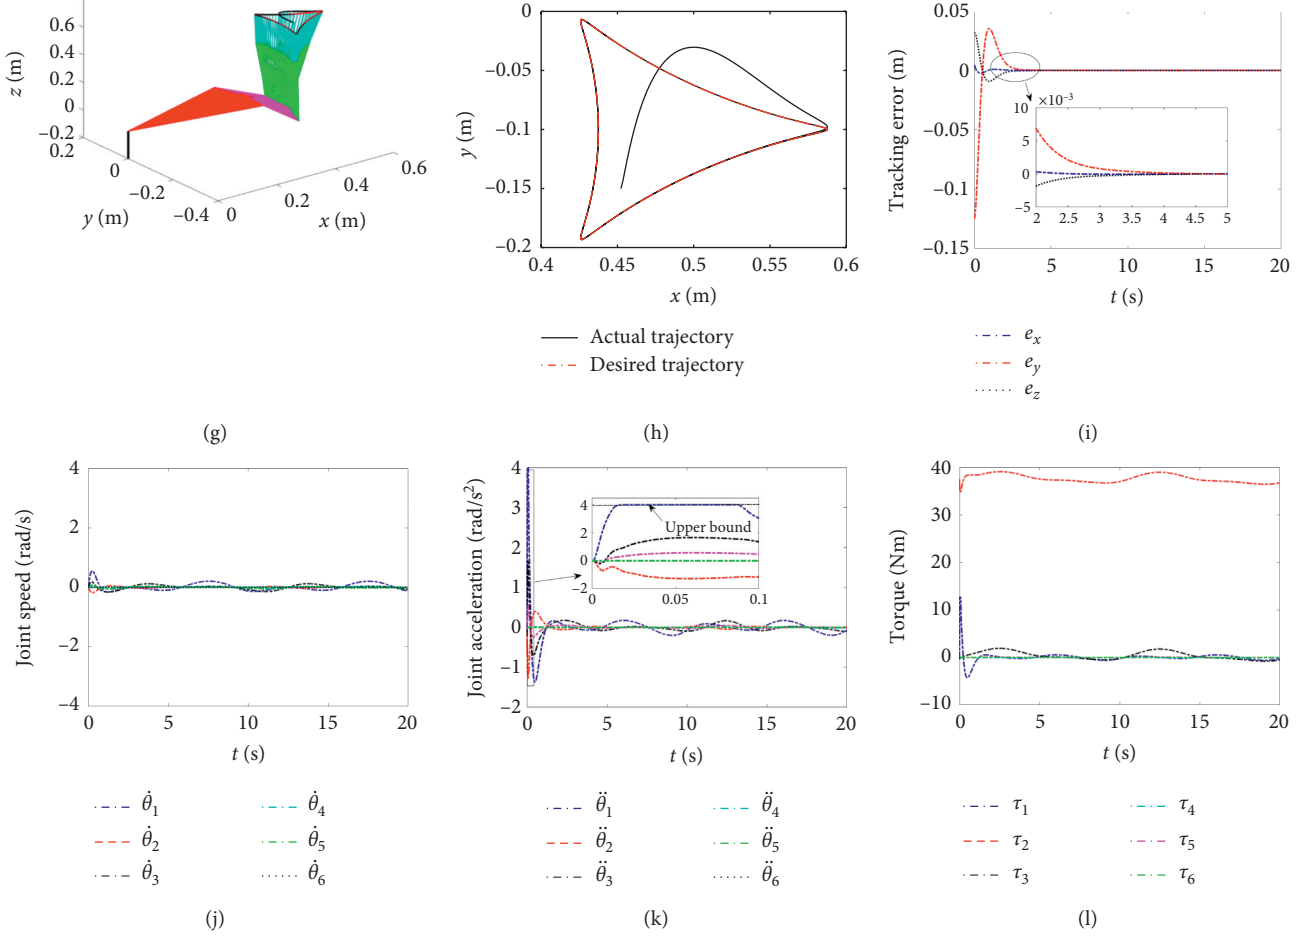 0.6
0.4
0.2
0
−0.2
0.2
z (m)
0
−0.2
−0.4
y (m)
0
0.2
0.4
0.6
x (m)
(g)
0
−0.05
−0.1
−0.15
−0.2
y (m)
0.4
0.45
0.5
0.55
0.6
x (m)
Actual trajectory
Desired trajectory
(h)
0.05
0
−0.05
−0.1
−0.15
Tracking error (m)
×10⁻³
10
5
0
−5
2
2.5
3
3.5
4
4.5
5
0
5
10
15
20
t (s)
e_x
e_y
e_z
(i)
4
2
0
−2
−4
Joint speed (rad/s)
0
5
10
15
20
t (s)
θ̇₁
θ̇₄
θ̇₂
θ̇₅
θ̇₃
θ̇₆
(j)
4
3
2
1
0
−1
−2
Joint acceleration (rad/s²)
4
2
0
−2
Upper bound
0
0.05
0.1
0
5
10
15
20
t (s)
θ̈₁
θ̈₄
θ̈₂
θ̈₅
θ̈₃
θ̈₆
(k)
40
30
20
10
0
−10
Torque (Nm)
0
5
10
15
20
t (s)
τ₁
τ₄
τ₂
τ₅
τ₃
τ₆
(l)